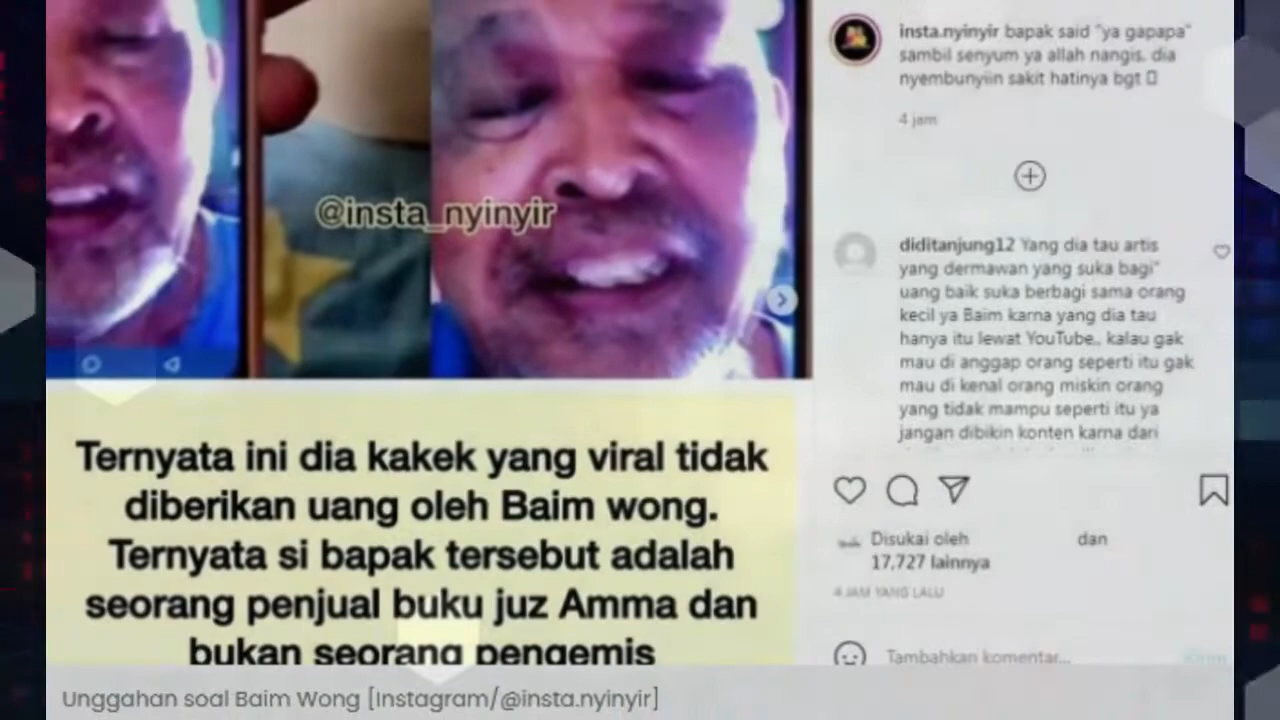 @insta_nyinyir
Ternyata ini dia kakek yang viral tidak
diberikan uang oleh Baim wong.
Ternyata si bapak tersebut adalah
seorang penjual buku juz Amma dan
bukan seorang pengemis
insta.nyinyir bapak said "ya gapapa"
sambil senyum ya allah nangis. dia
nyembunyiin sakit hatinya bgt
4 jam
diditanjung12 Yang dia tau artis
yang dermawan yang suka bagi"
uang baik suka berbagi sama orang
kecil ya Baim karna yang dia tau
hanya itu lewat YouTube.. kalau gak
mau di anggap orang seperti itu gak
mau di kenal orang miskin orang
yang tidak mampu seperti itu ya
jangan dibikin konten karna dari
Disukai oleh dan
17,727 lainnya
4 JAM YANG LALU
Tambahkan komentar...
Kirim
Unggahan soal Baim Wong [Instagram/@insta.nyinyir]